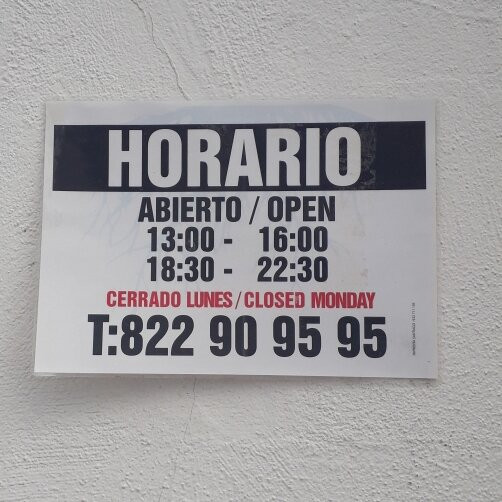 HORARIO
ABIERTO / OPEN
13:00 - 16:00
18:30 - 22:30
CERRADO LUNES / CLOSED MONDAY
T:822 90 95 95